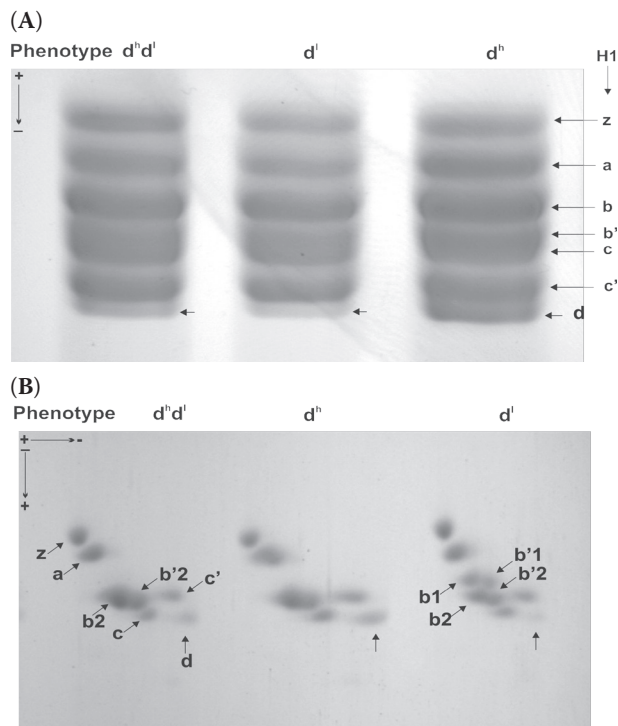 (A)
Phenotype dʰdˡ dˡ dʰ H1
+
−
z
a
b
b'
c
c'
d
(B)
Phenotype dʰdˡ dʰ dˡ
+ -
−
+
z
a
b'2
c'
b2
c
d
b'1
b'2
b1
b2